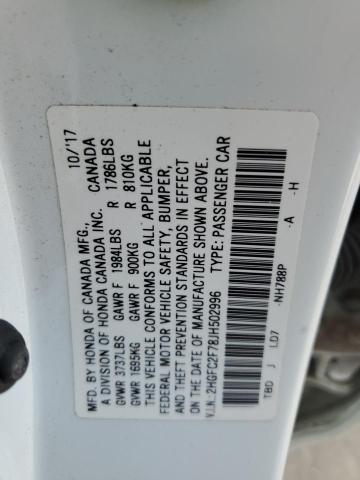 MFD. BY HONDA OF CANADA MFG., 10/'17
A DIVISION OF HONDA CANADA INC. CANADA
GVWR 3737LBS GAWR F 1984LBS R 1786LBS
GVWR 1695KG GAWR F 900KG R 810KG
THIS VEHICLE CONFORMS TO ALL APPLICABLE
FEDERAL MOTOR VEHICLE SAFETY, BUMPER,
AND THEFT PREVENTION STANDARDS IN EFFECT
ON THE DATE OF MANUFACTURE SHOWN ABOVE.
V.I.N. 2HGFC2F78JH502996 TYPE: PASSENGER CAR
TBD J LD7 -NH788P -A -H